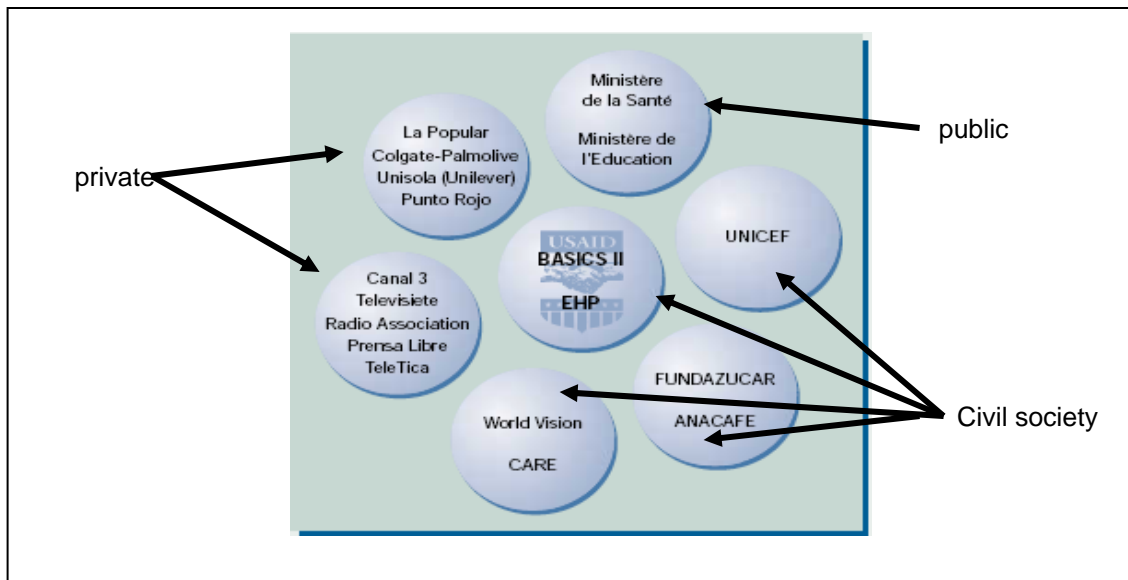 Ministère
de la Santé
Ministère de
l'Education
public
La Popular
Colgate-Palmolive
Unisola (Unilever)
Punto Rojo
private
UNICEF
USAID
BASICS II
EHP
Canal 3
Televisiete
Radio Association
Prensa Libre
TeleTica
FUNDAZUCAR
ANACAFE
Civil society
World Vision
CARE